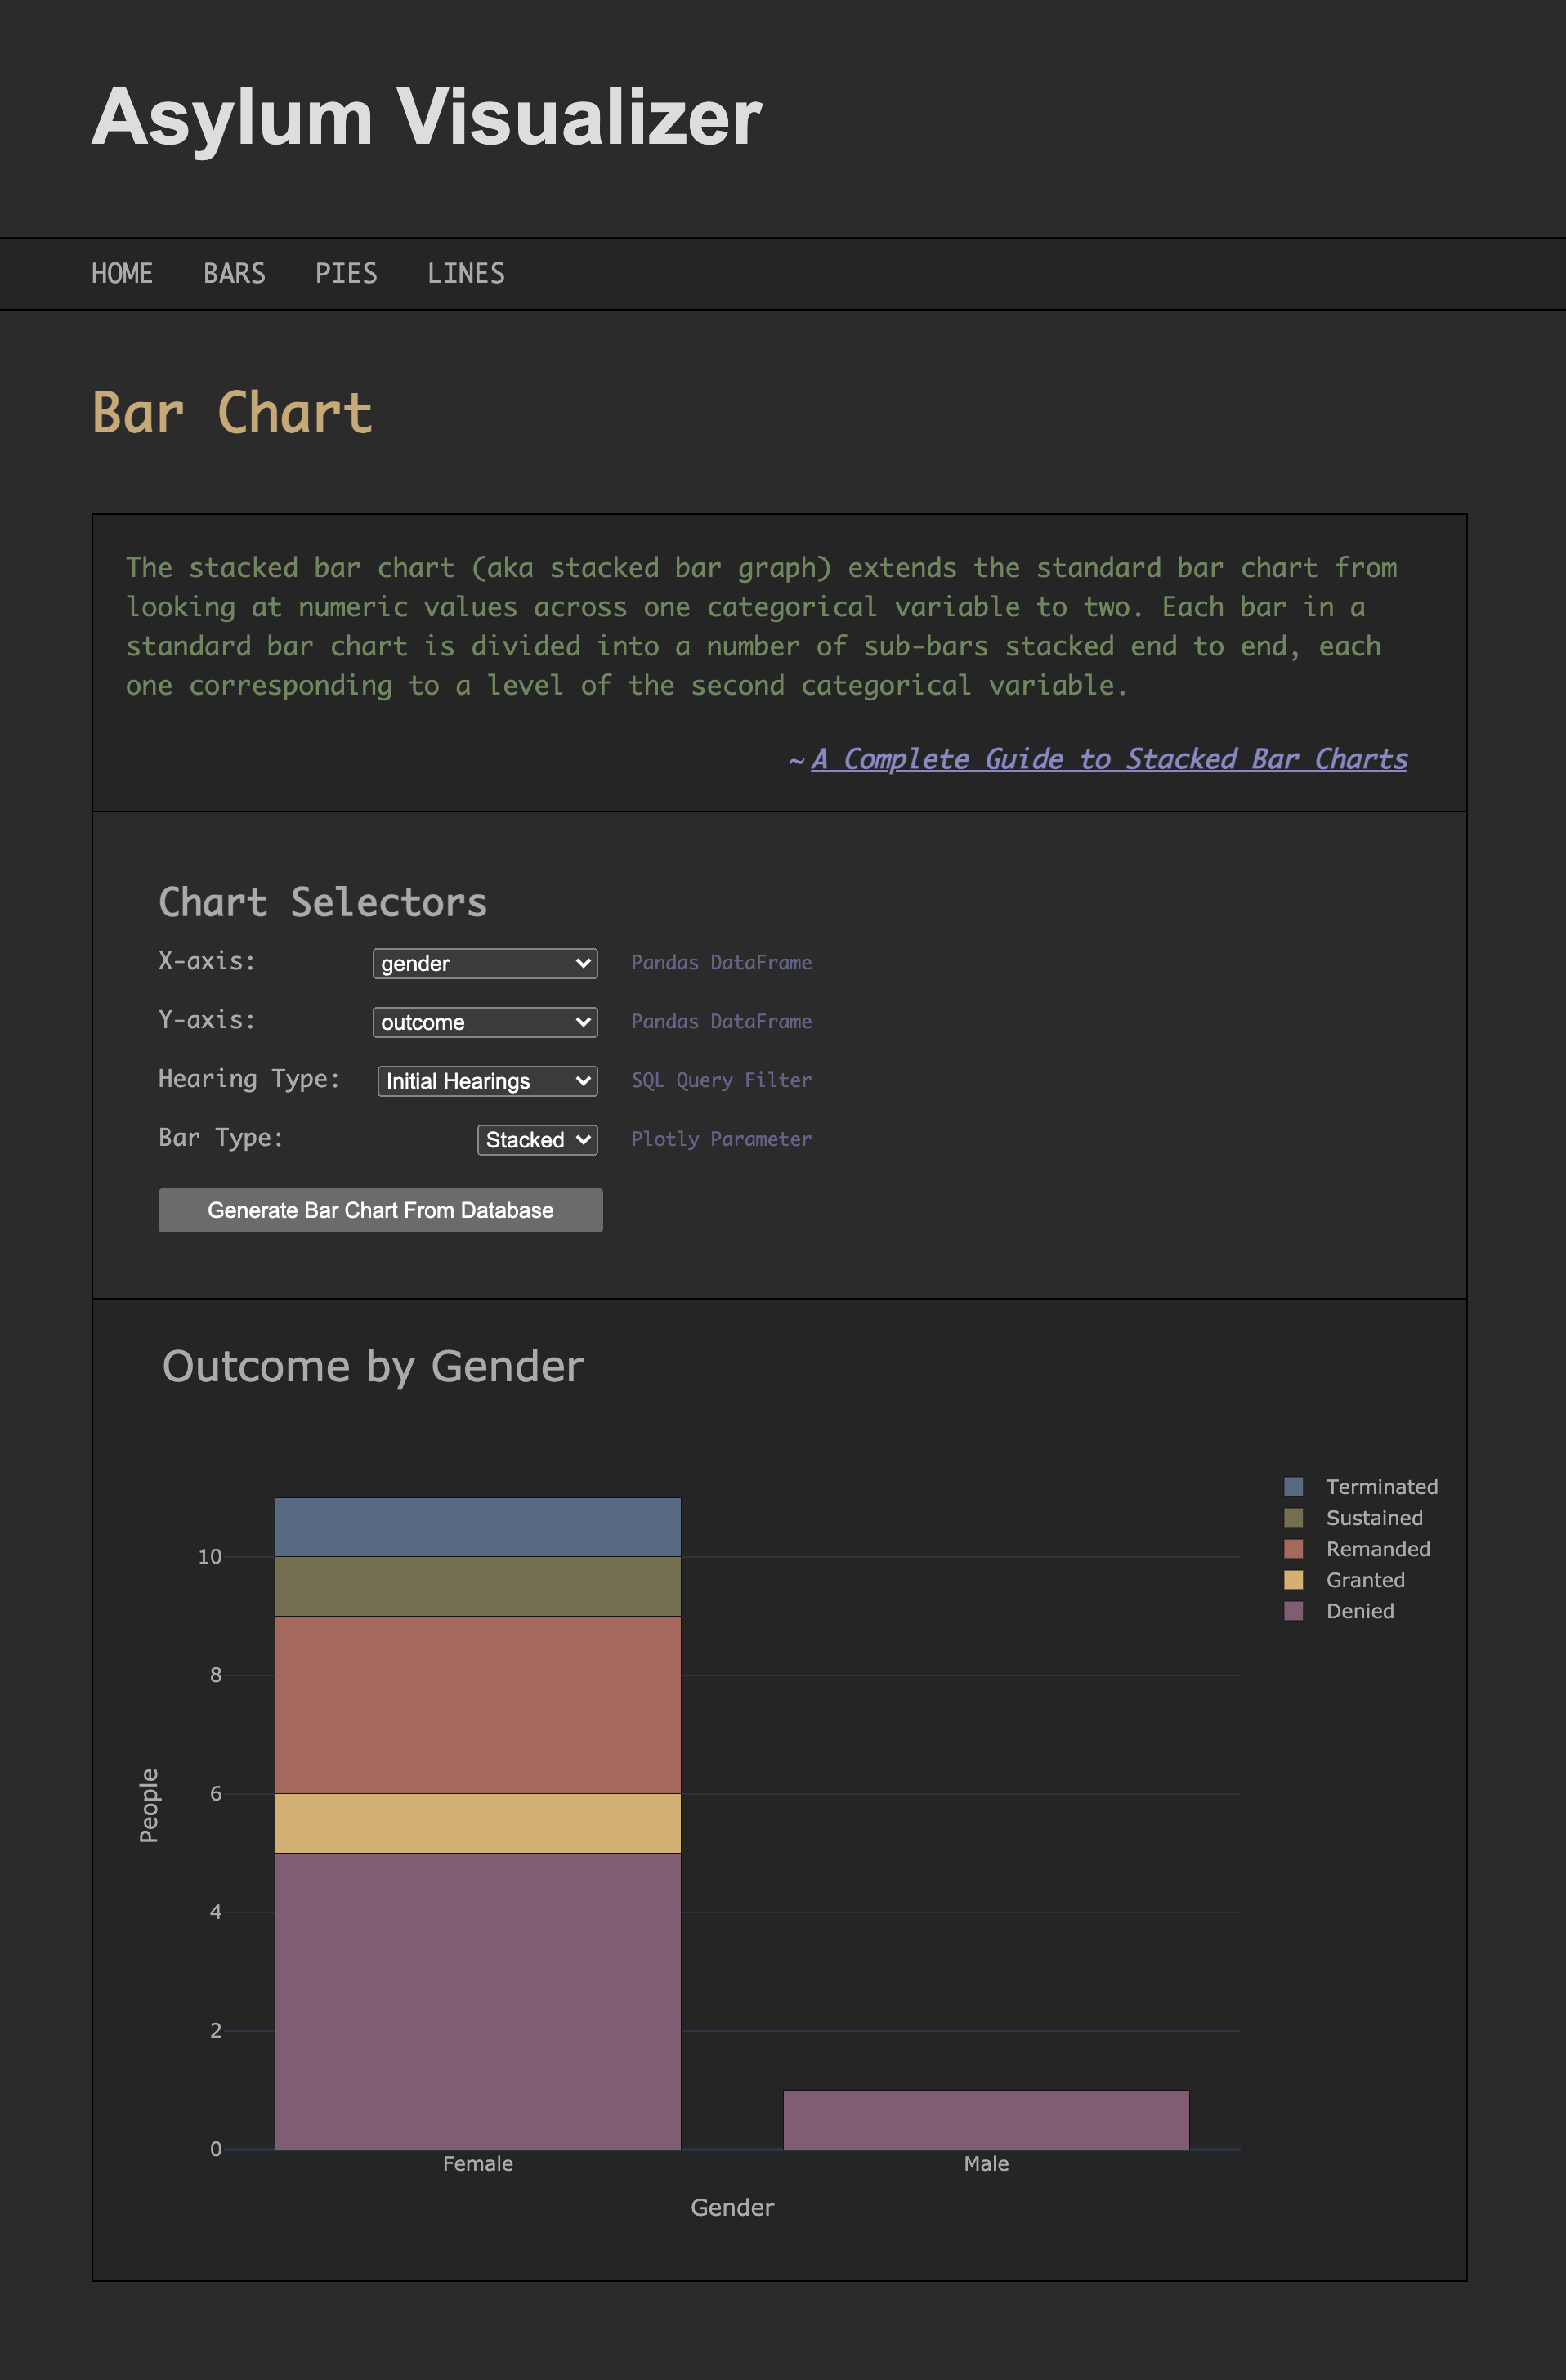 Asylum Visualizer
HOME BARS PIES LINES
Bar Chart
The stacked bar chart (aka stacked bar graph) extends the standard bar chart from
looking at numeric values across one categorical variable to two. Each bar in a
standard bar chart is divided into a number of sub-bars stacked end to end, each
one corresponding to a level of the second categorical variable.
~ A Complete Guide to Stacked Bar Charts
Chart Selectors
X-axis: gender Pandas DataFrame
Y-axis: outcome Pandas DataFrame
Hearing Type: Initial Hearings SQL Query Filter
Bar Type: Stacked Plotly Parameter
Generate Bar Chart From Database
Outcome by Gender
Terminated
Sustained
Remanded
Granted
Denied
10
8
6
4
2
0
People
Female Male
Gender